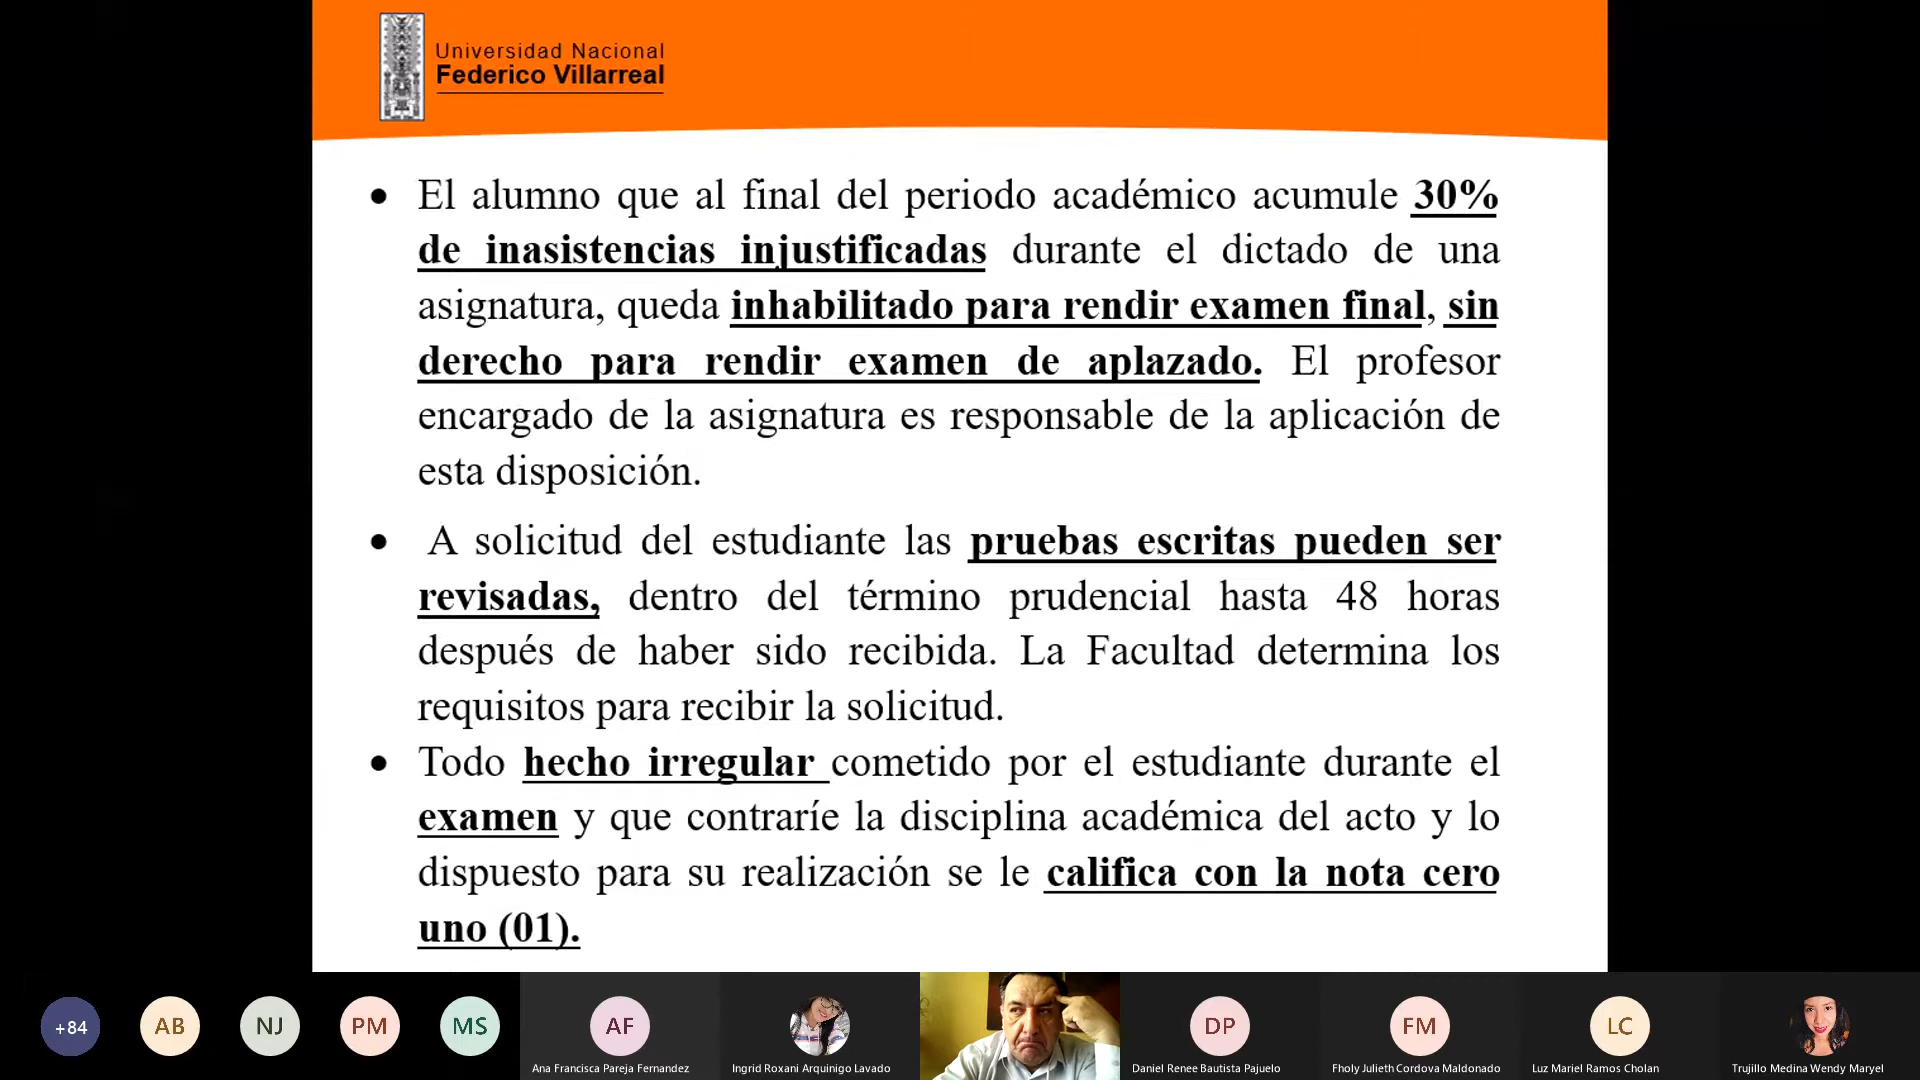 Universidad Nacional
Federico Villarreal
• El alumno que al final del periodo académico acumule 30%
de inasistencias injustificadas durante el dictado de una
asignatura, queda inhabilitado para rendir examen final, sin
derecho para rendir examen de aplazado. El profesor
encargado de la asignatura es responsable de la aplicación de
esta disposición.
• A solicitud del estudiante las pruebas escritas pueden ser
revisadas, dentro del término prudencial hasta 48 horas
después de haber sido recibida. La Facultad determina los
requisitos para recibir la solicitud.
• Todo hecho irregular cometido por el estudiante durante el
examen y que contraríe la disciplina académica del acto y lo
dispuesto para su realización se le califica con la nota cero
uno (01).
+84 AB NJ PM MS AF DP FM LC
Ana Francisca Pareja Fernandez Ingrid Roxani Arquinigo Lavado Daniel Renee Bautista Pajuelo Fholy Julieth Cordova Maldonado Luz Mariel Ramos Cholan Trujillo Medina Wendy Maryel